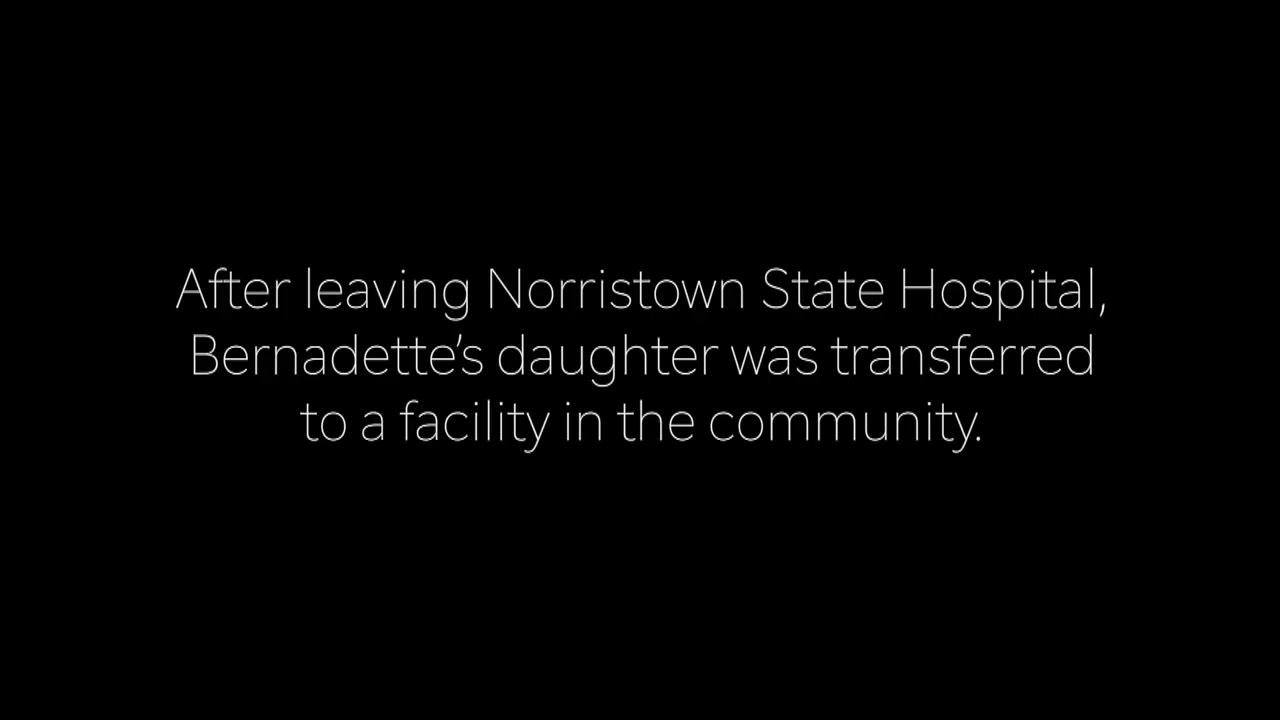 After leaving Norristown State Hospital,
Bernadette’s daughter was transferred
to a facility in the community.